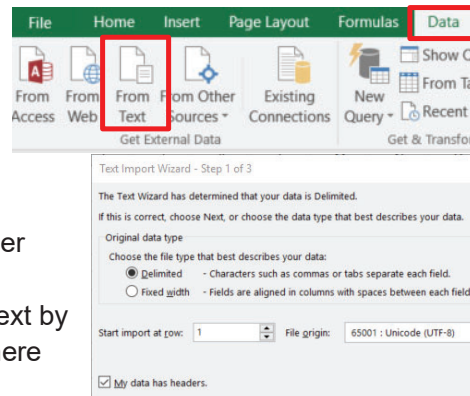 File Home Insert Page Layout Formulas Data
From Access From Web From Text From Other Sources Existing Connections New Query Show
From
Recent
Get External Data Get &
Text Import Wizard - Step 1 of 3
The Text Wizard has determined that your data is Delimited.
If this is correct, choose Next, or choose the data type that best describes your data.
Original data type
Choose the file type that best describes your data:
Delimited - Characters such as commas or tabs separate each field.
Fixed width - Fields are aligned in columns with spaces between each field
Start import at row: 1 File origin: 65001 : Unicode (UTF-8)
My data has headers.
er
ext by
here